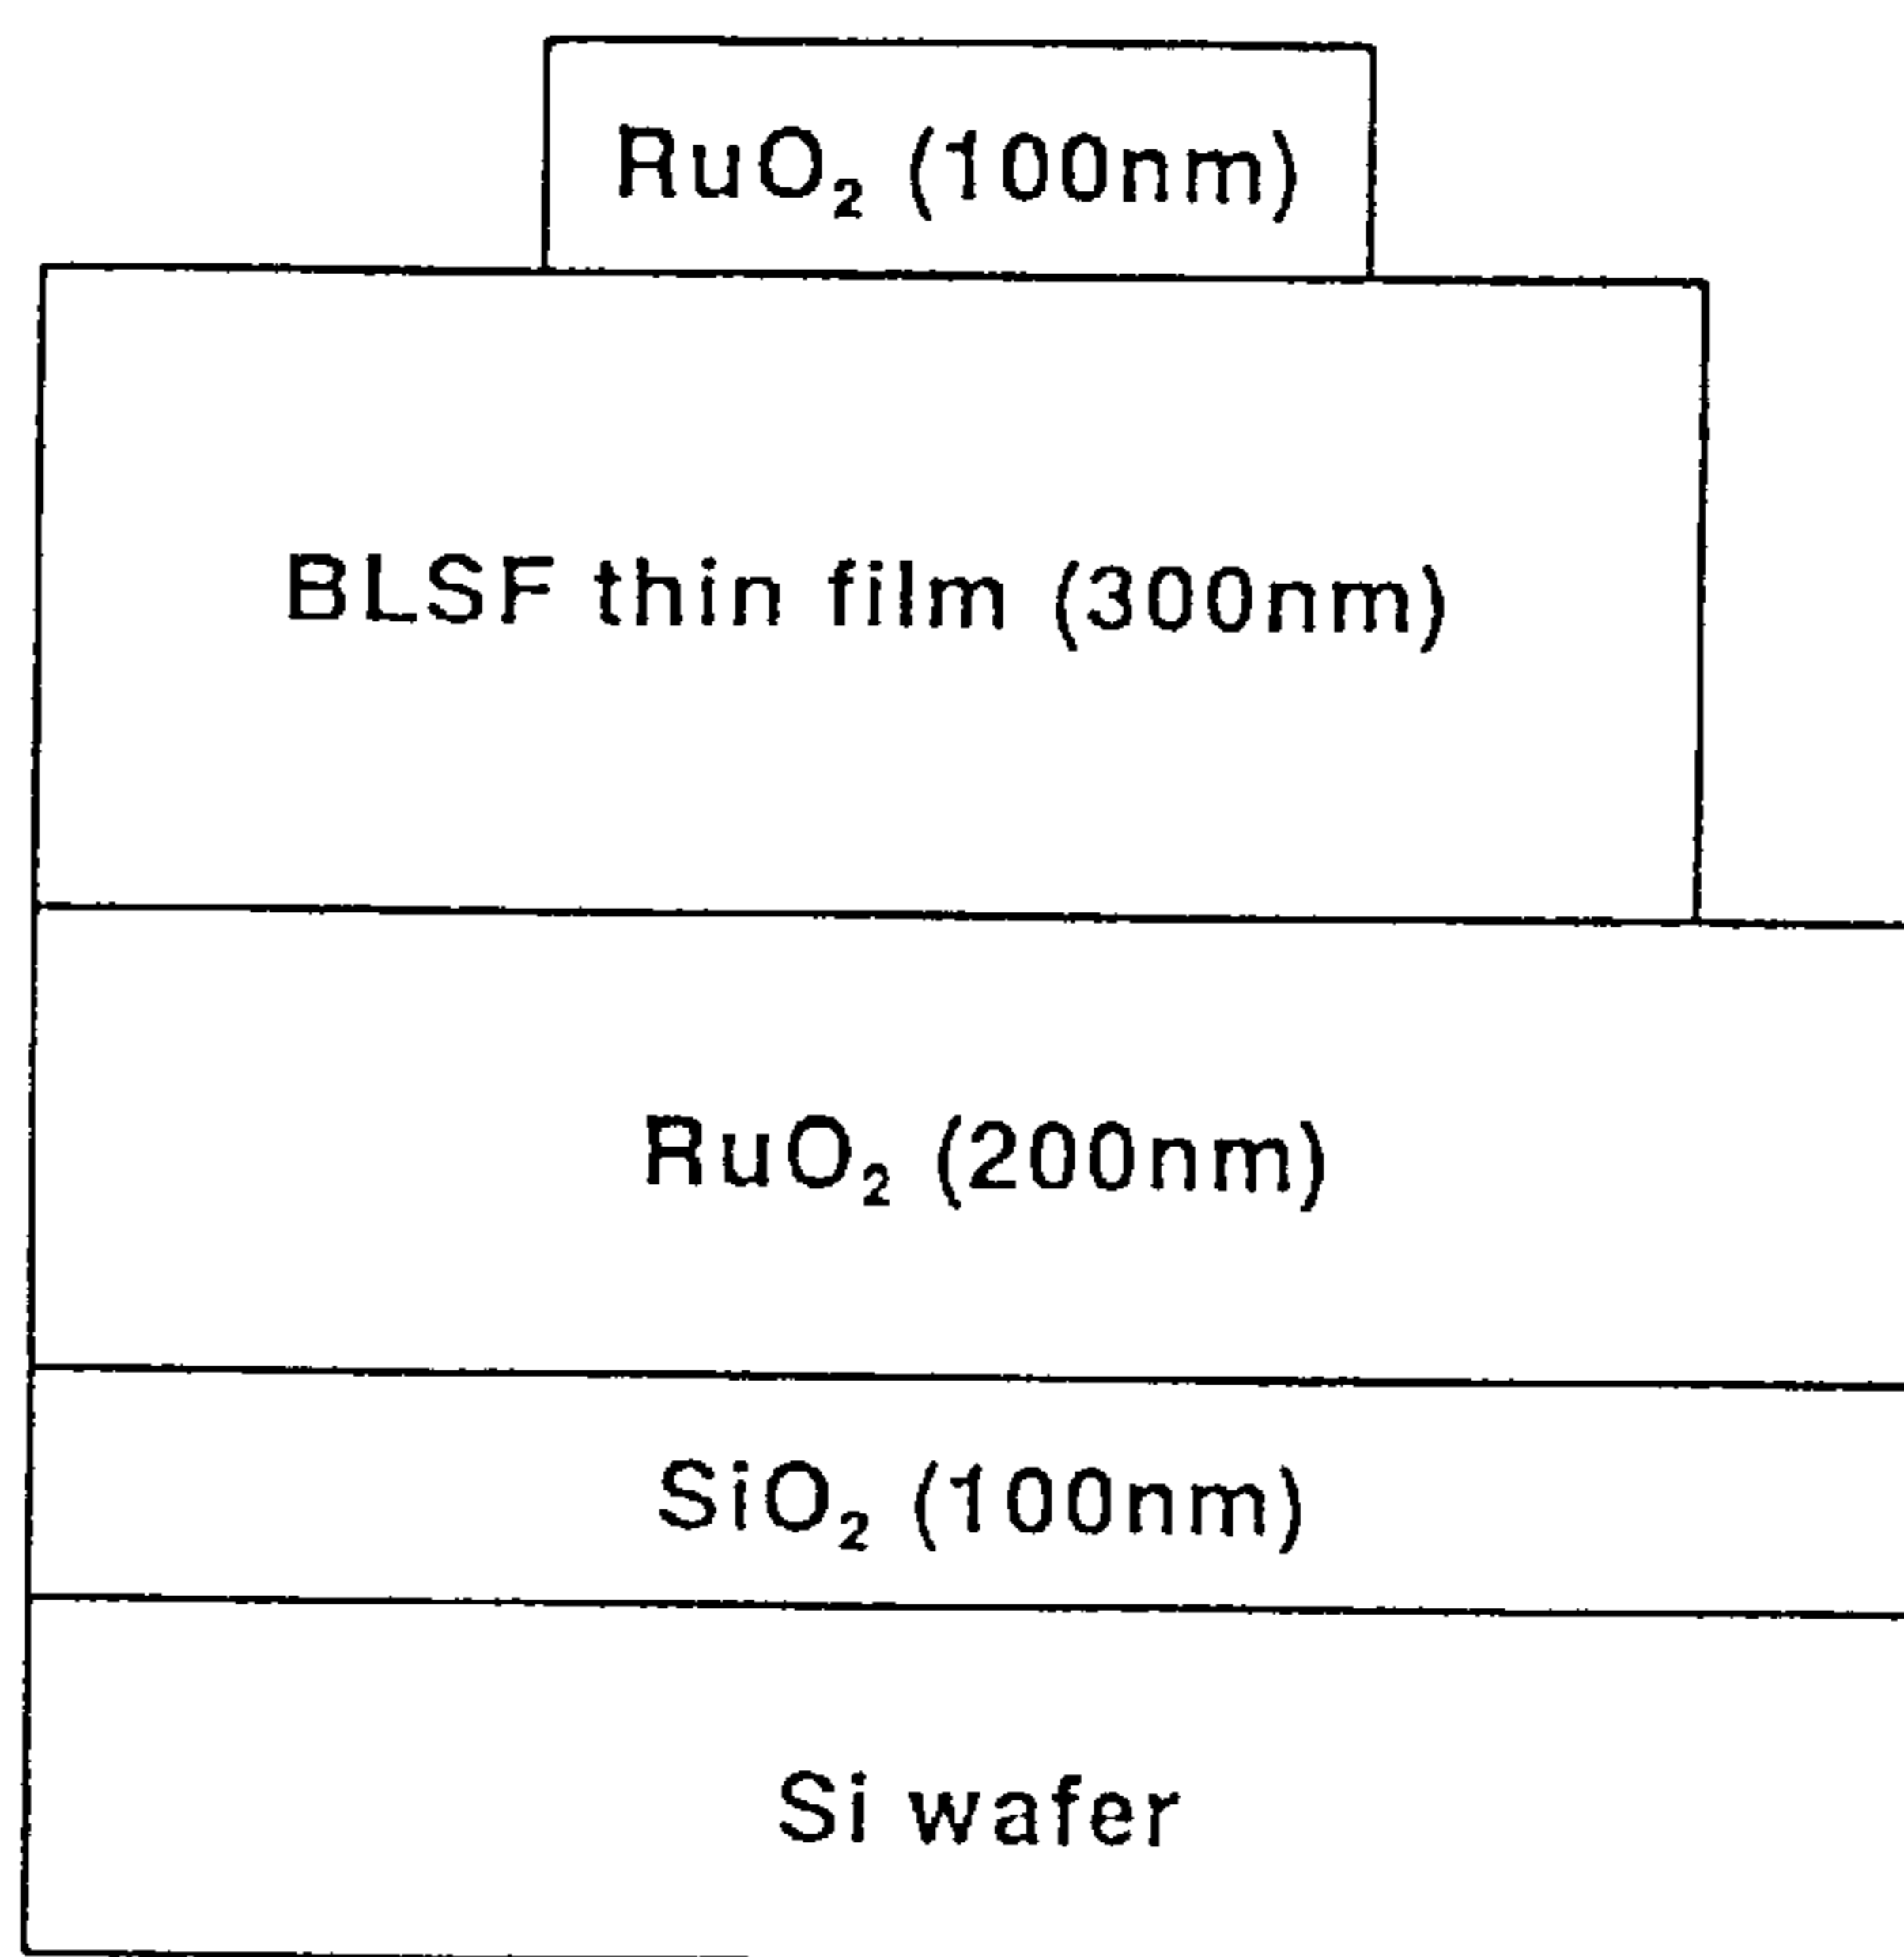 RuO₂ (100nm)
BLSF thin film (300nm)
RuO₂ (200nm)
SiO₂ (100nm)
Si wafer